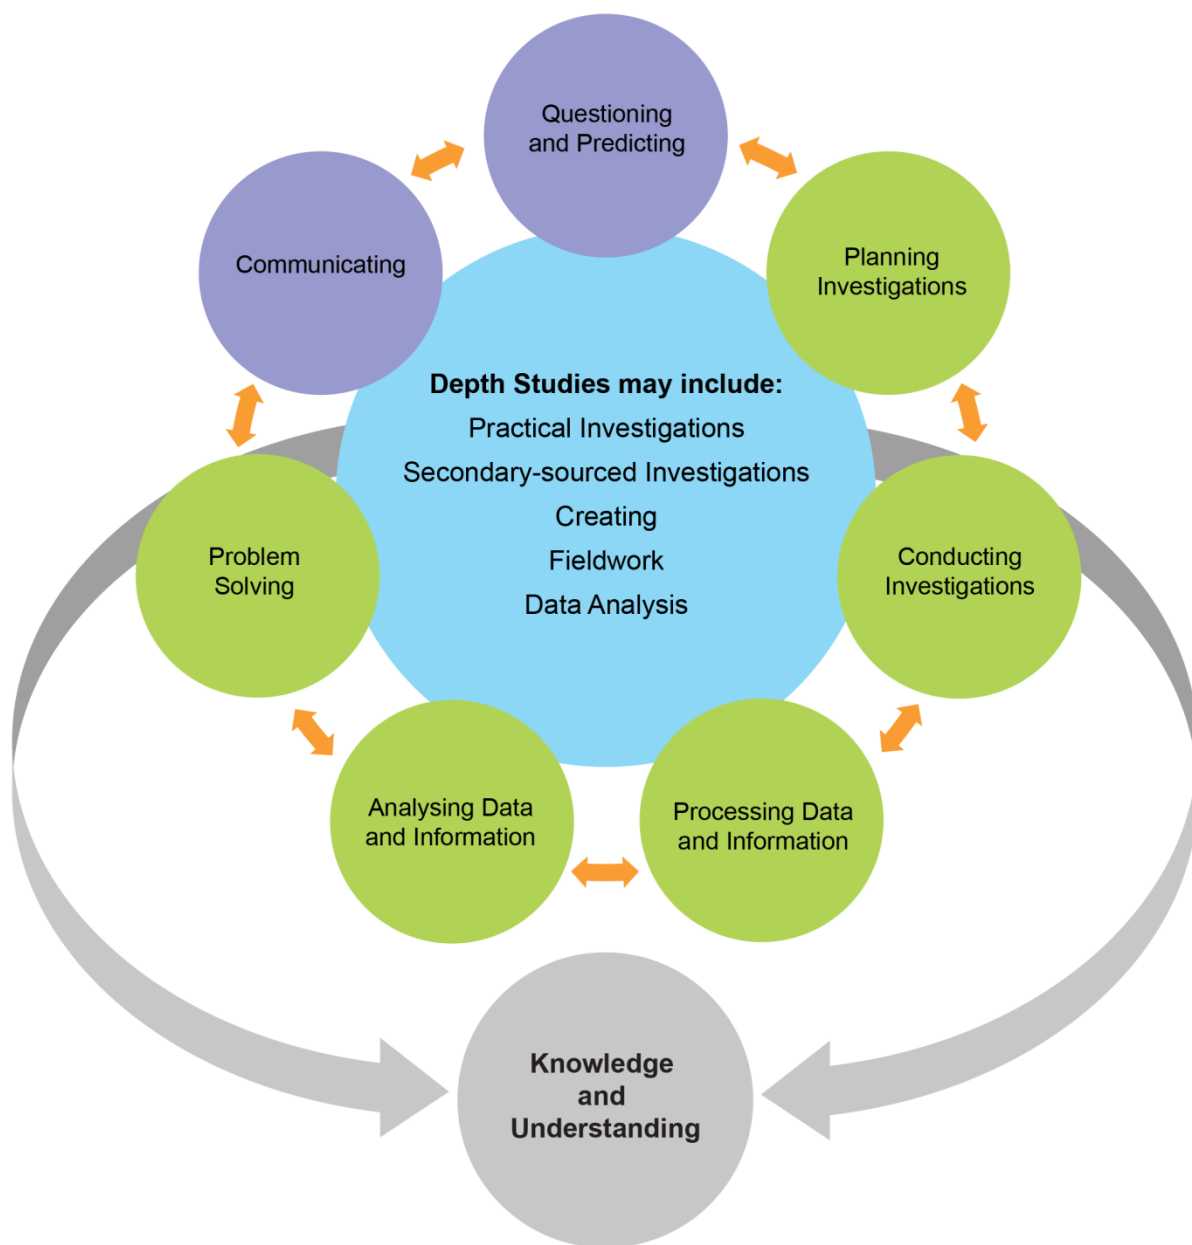 Questioning
and Predicting
Communicating
Planning
Investigations
Depth Studies may include:
Practical Investigations
Secondary-sourced Investigations
Creating
Fieldwork
Data Analysis
Problem
Solving
Conducting
Investigations
Analysing Data
and Information
Processing Data
and Information
Knowledge
and
Understanding